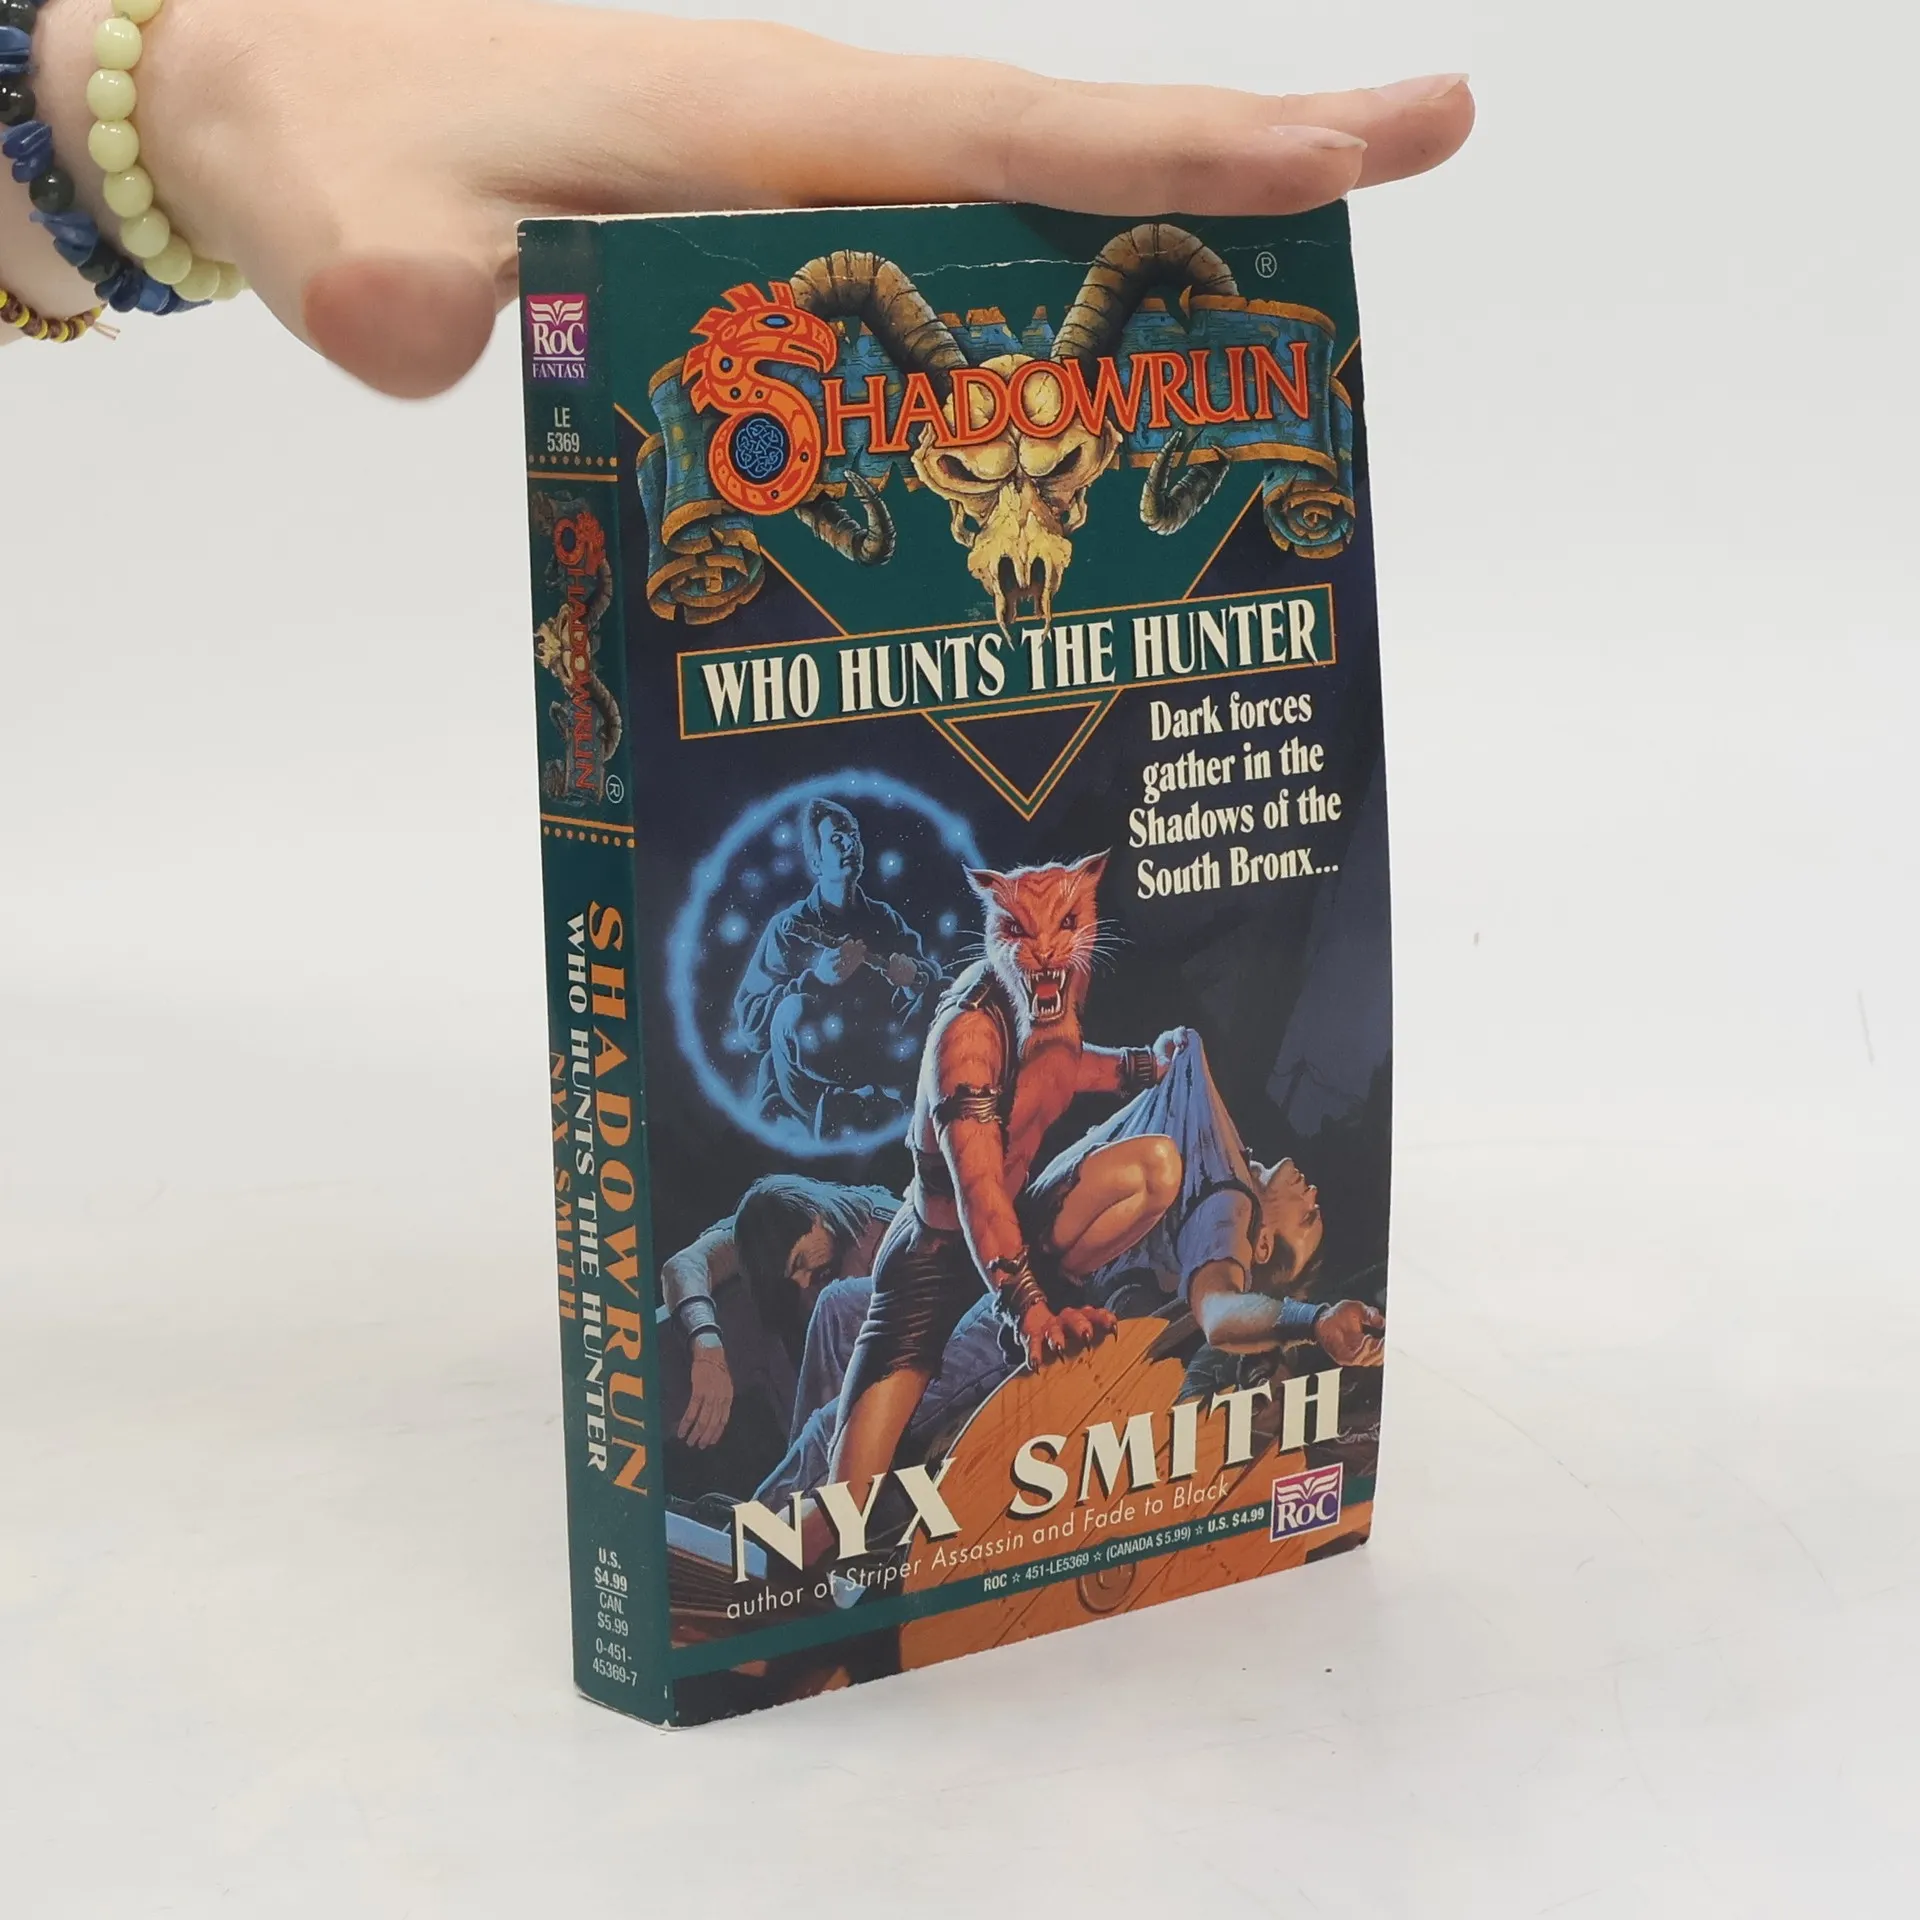 SHADOWRUN
®
WHO HUNTS THE HUNTER
Dark forces
gather in the
Shadows of the
South Bronx...
NYX SMITH
author of Striper Assassin and Fade to Black
ROC ☆ 451-LE5369 ☆ (CANADA $5.99) ☆ U.S. $4.99
ROC
ROC
FANTASY
LE
5369
SHADOWRUN
®
SHADOWRUN
WHO HUNTS THE HUNTER
NYX SMITH
U.S.
$4.99
CAN.
$5.99
0-451-
45369-7